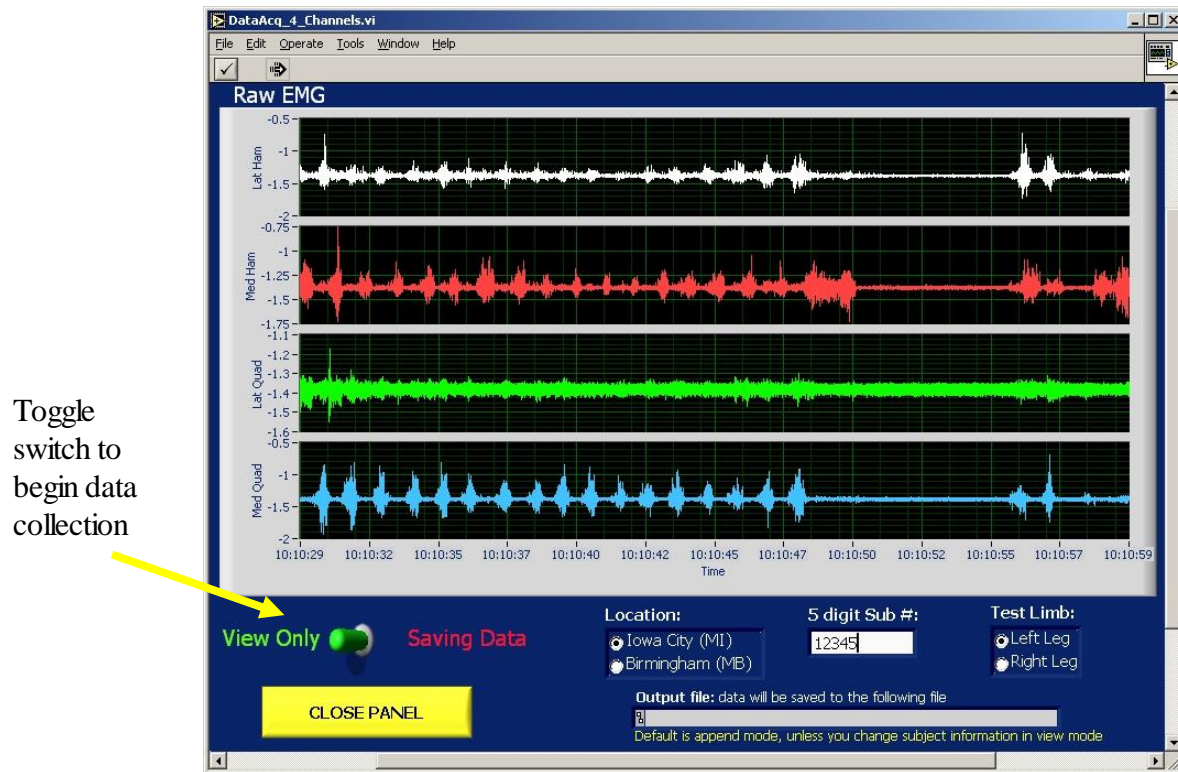 DataAcq_4_Channels.vi
File Edit Operate Tools Window Help
Raw EMG
-0.5
-1
-1.5
-2
Lat Ham
-0.75
-1
-1.25
-1.5
-1.75
Med Ham
-1.1
-1.2
-1.3
-1.4
-1.5
-1.6
Lat Quad
-0.5
-1
-1.5
-2
Med Quad
10:10:29 10:10:32 10:10:35 10:10:37 10:10:40 10:10:42 10:10:45 10:10:47 10:10:50 10:10:52 10:10:55 10:10:57 10:10:59
Time
Toggle
switch to
begin data
collection
View Only Saving Data
CLOSE PANEL
Location:
Iowa City (MI)
Birmingham (MB)
5 digit Sub #:
12345
Test Limb:
Left Leg
Right Leg
Output file: data will be saved to the following file
Default is append mode, unless you change subject information in view mode